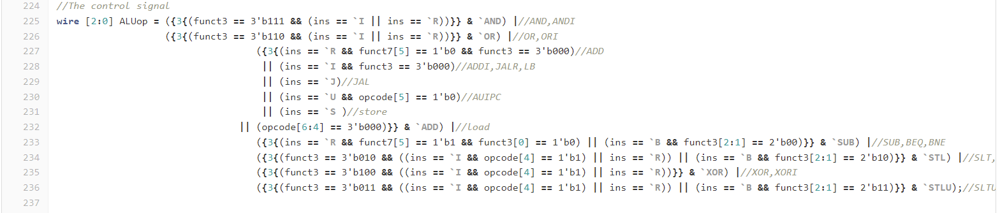 224 //The control signal
225 wire [2:0] ALUop = ({3{(funct3 == 3'b111 && (ins == `I || ins == `R))}} & `AND) |//AND,ANDI
226 ({3{(funct3 == 3'b110 && (ins == `I || ins == `R))}} & `OR) |//OR,ORI
227 ({3{(ins == `R && funct7[5] == 1'b0 && funct3 == 3'b000)//ADD
228 || (ins == `I && funct3 == 3'b000)//ADDI,JALR,LB
229 || (ins == `J)//JAL
230 || (ins == `U && opcode[5] == 1'b0)//AUIPC
231 || (ins == `S )//store
232 || (opcode[6:4] == 3'b000)}} & `ADD) |//load
233 ({3{(ins == `R && funct7[5] == 1'b1 && funct3[0] == 1'b0) || (ins == `B && funct3[2:1] == 2'b00)}} & `SUB) |//SUB,BEQ,BNE
234 ({3{(funct3 == 3'b010 && ((ins == `I && opcode[4] == 1'b1) || ins == `R)) || (ins == `B && funct3[2:1] == 2'b10)}} & `STL) |//SLT,
235 ({3{(funct3 == 3'b100 && ((ins == `I && opcode[4] == 1'b1) || ins == `R))}} & `XOR) |//XOR,XORI
236 ({3{(funct3 == 3'b011 && ((ins == `I && opcode[4] == 1'b1) || ins == `R)) || (ins == `B && funct3[2:1] == 2'b11)}} & `STLU);//SLTU
237